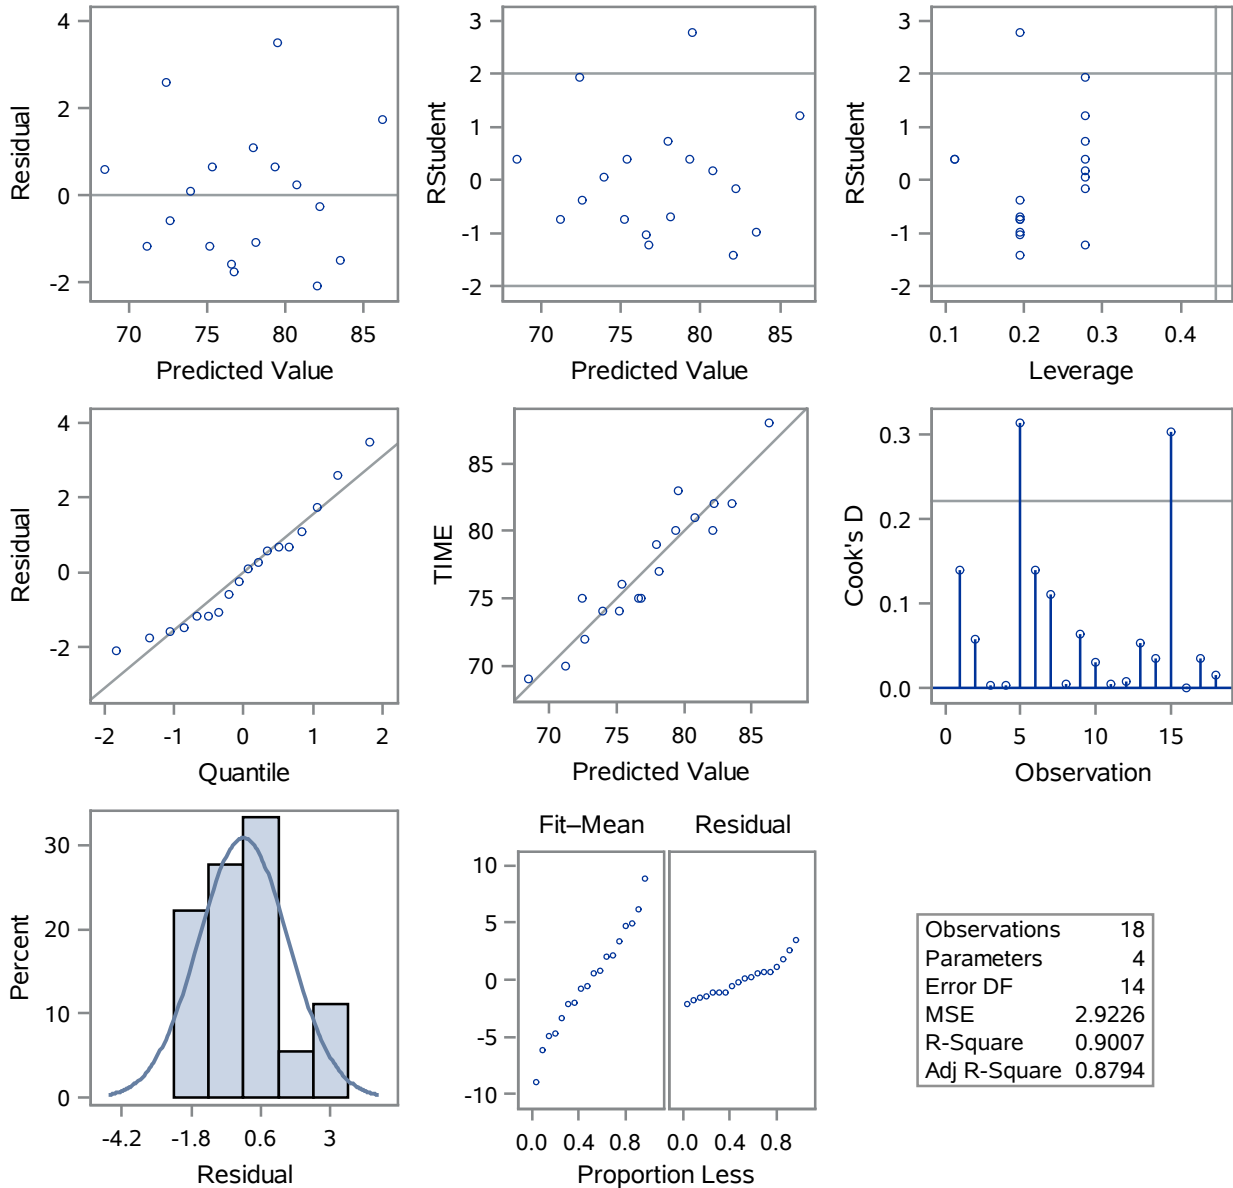 4
2
0
-2
Residual
70 75 80 85
Predicted Value
3
2
1
0
-1
-2
RStudent
70 75 80 85
Predicted Value
3
2
1
0
-1
-2
RStudent
0.1 0.2 0.3 0.4
Leverage
4
2
0
-2
Residual
-2 -1 0 1 2
Quantile
85
80
75
70
TIME
70 75 80 85
Predicted Value
0.3
0.2
0.1
0.0
Cook's D
0 5 10 15
Observation
30
20
10
0
Percent
-4.2 -1.8 0.6 3
Residual
Fit–Mean Residual
10
5
0
-5
-10
0.0 0.4 0.8 0.0 0.4 0.8
Proportion Less
Observations 18
Parameters 4
Error DF 14
MSE 2.9226
R-Square 0.9007
Adj R-Square 0.8794